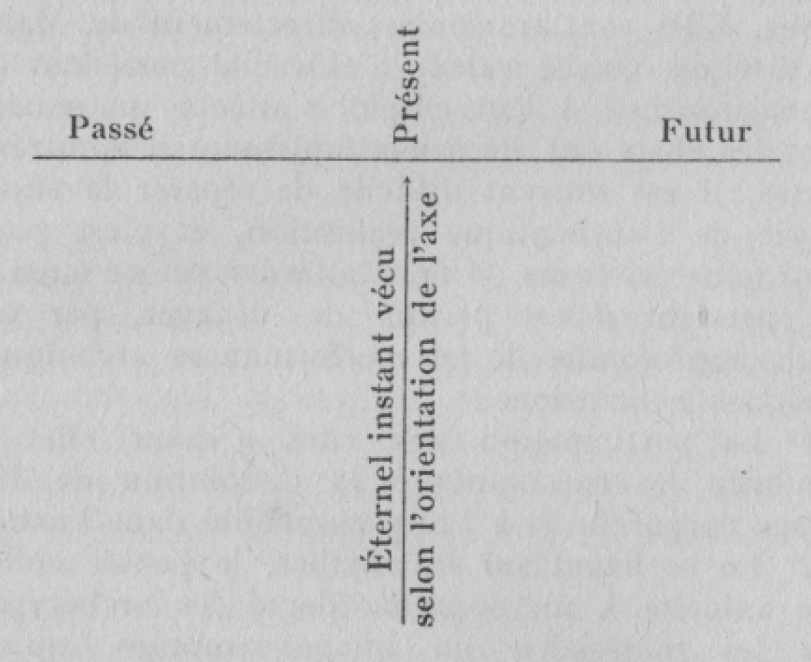 Passé
Présent
Futur
Éternel instant vécu
selon l'orientation de l'axe